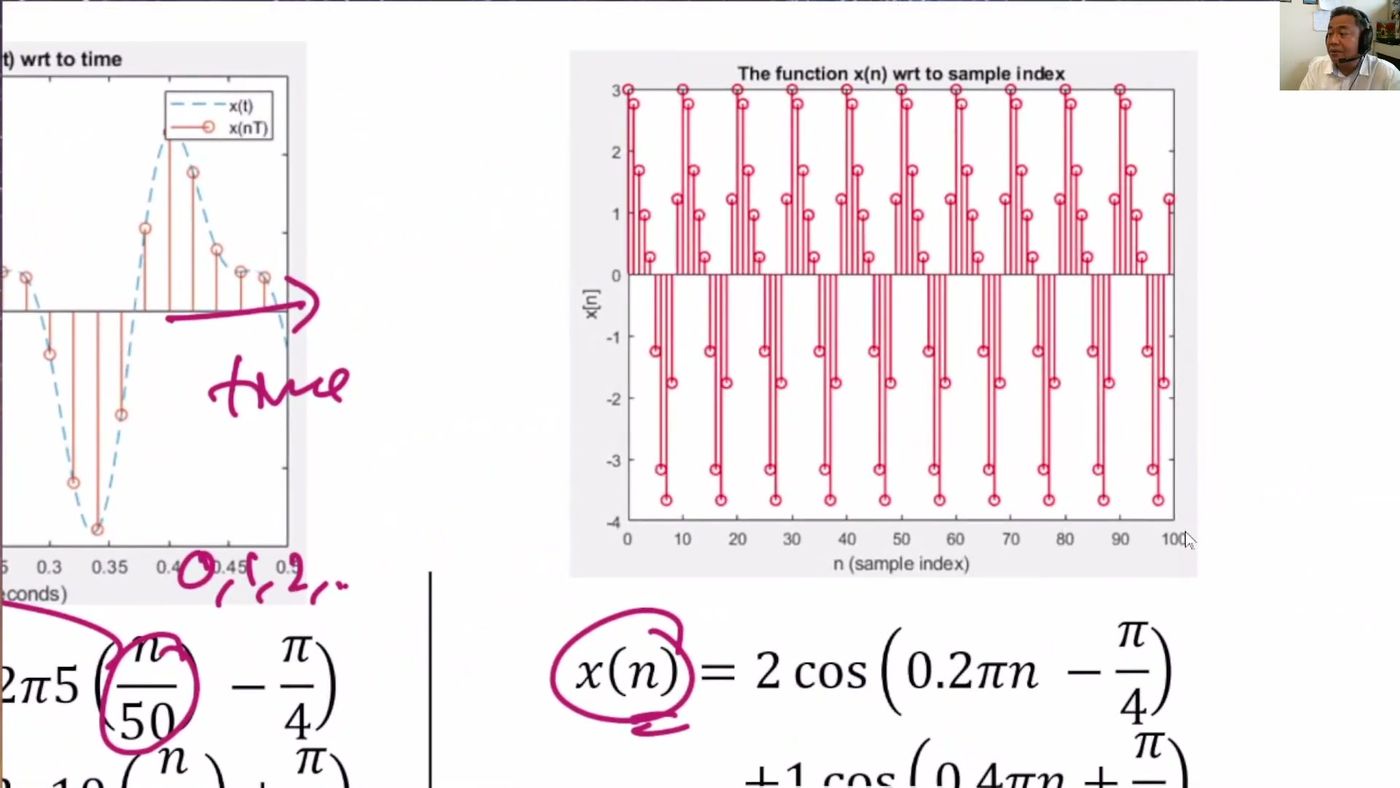 t) wrt to time
x(t)
x(nT)
time
0.3 0.35 0.4 0.45 0.5
0, 1, 2, ..
econds)
2π5 (n/50 − π/4)
n π
The function x(n) wrt to sample index
3
2
1
0
-1
-2
-3
-4
x[n]
0 10 20 30 40 50 60 70 80 90 100
n (sample index)
x(n) = 2 cos (0.2πn − π/4)
+1 cos (0.4πn + π